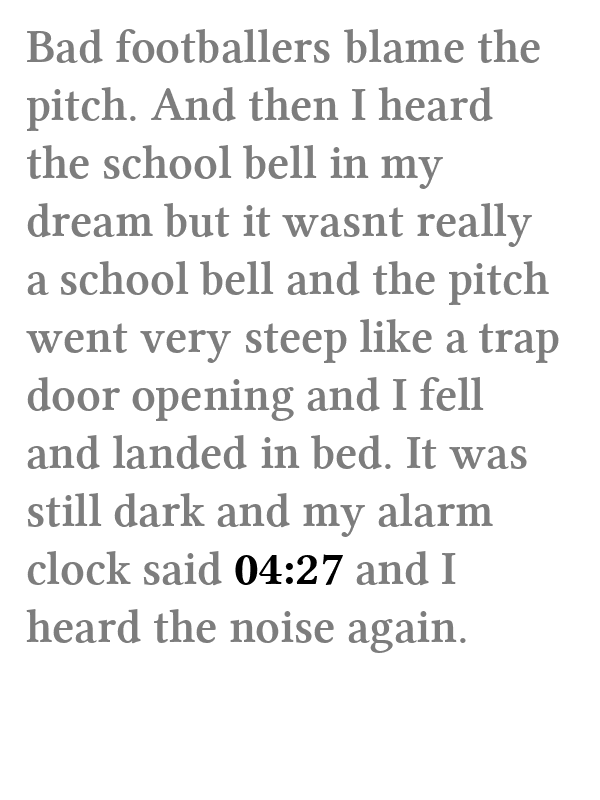 Bad footballers blame the
pitch. And then I heard
the school bell in my
dream but it wasnt really
a school bell and the pitch
went very steep like a trap
door opening and I fell
and landed in bed. It was
still dark and my alarm
clock said 04:27 and I
heard the noise again.